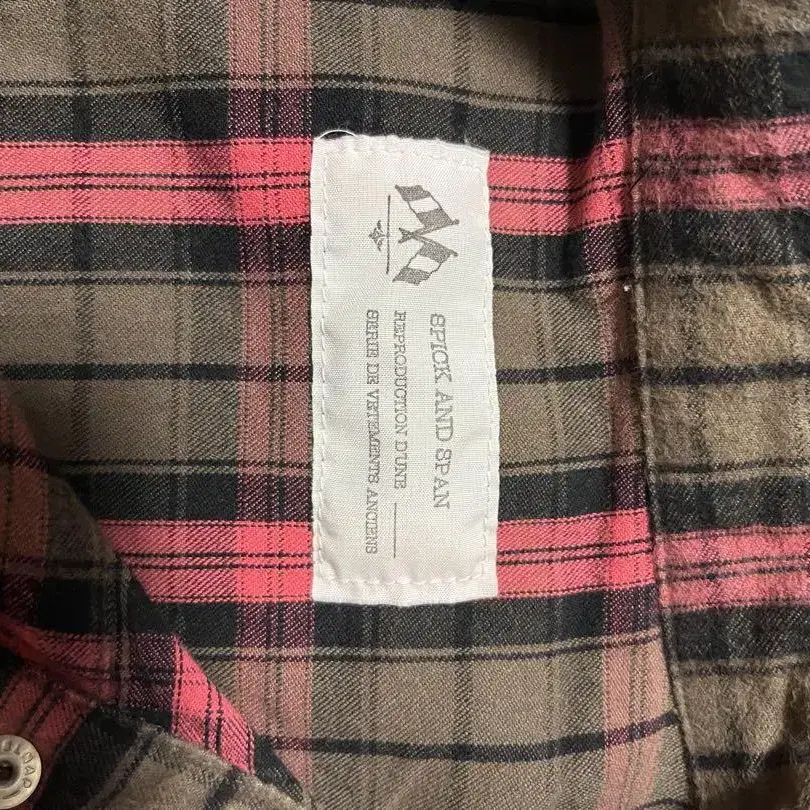 SPICK AND SPAN
REPRODUCTION D'UNE
SERIE DE VETEMENTS ANCIENS